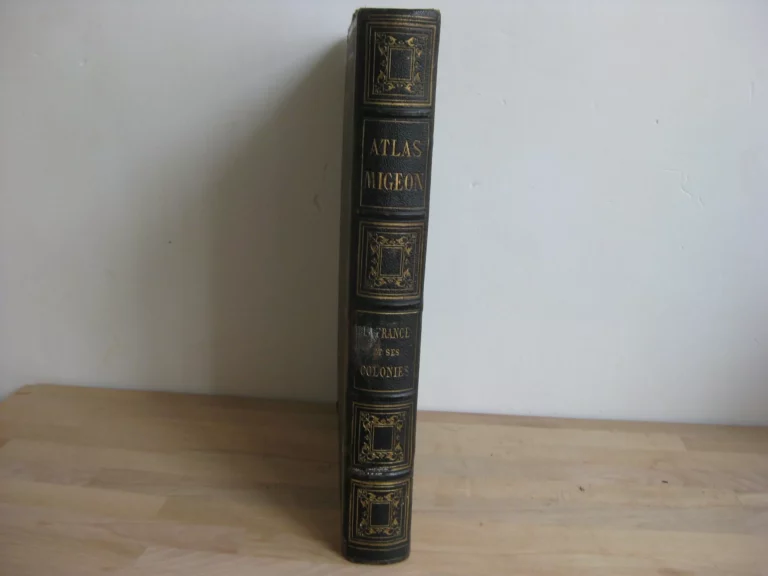 ATLAS
MIGEON
LA FRANCE
ET SES
COLONIES